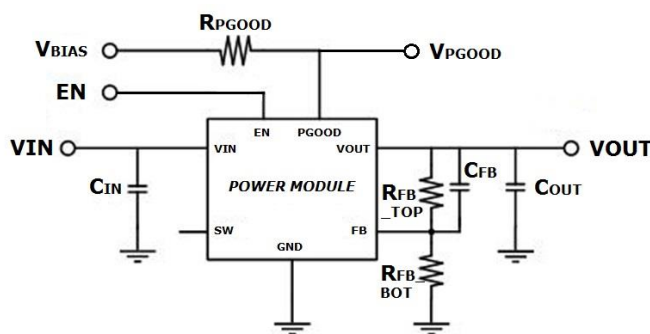 RPGOOD
VBIAS
VPGOOD
EN
EN
PGOOD
VIN
VIN
VOUT
VOUT
CIN
POWER MODULE
RFB
_TOP
CFB
COUT
SW
FB
GND
RFB_
BOT